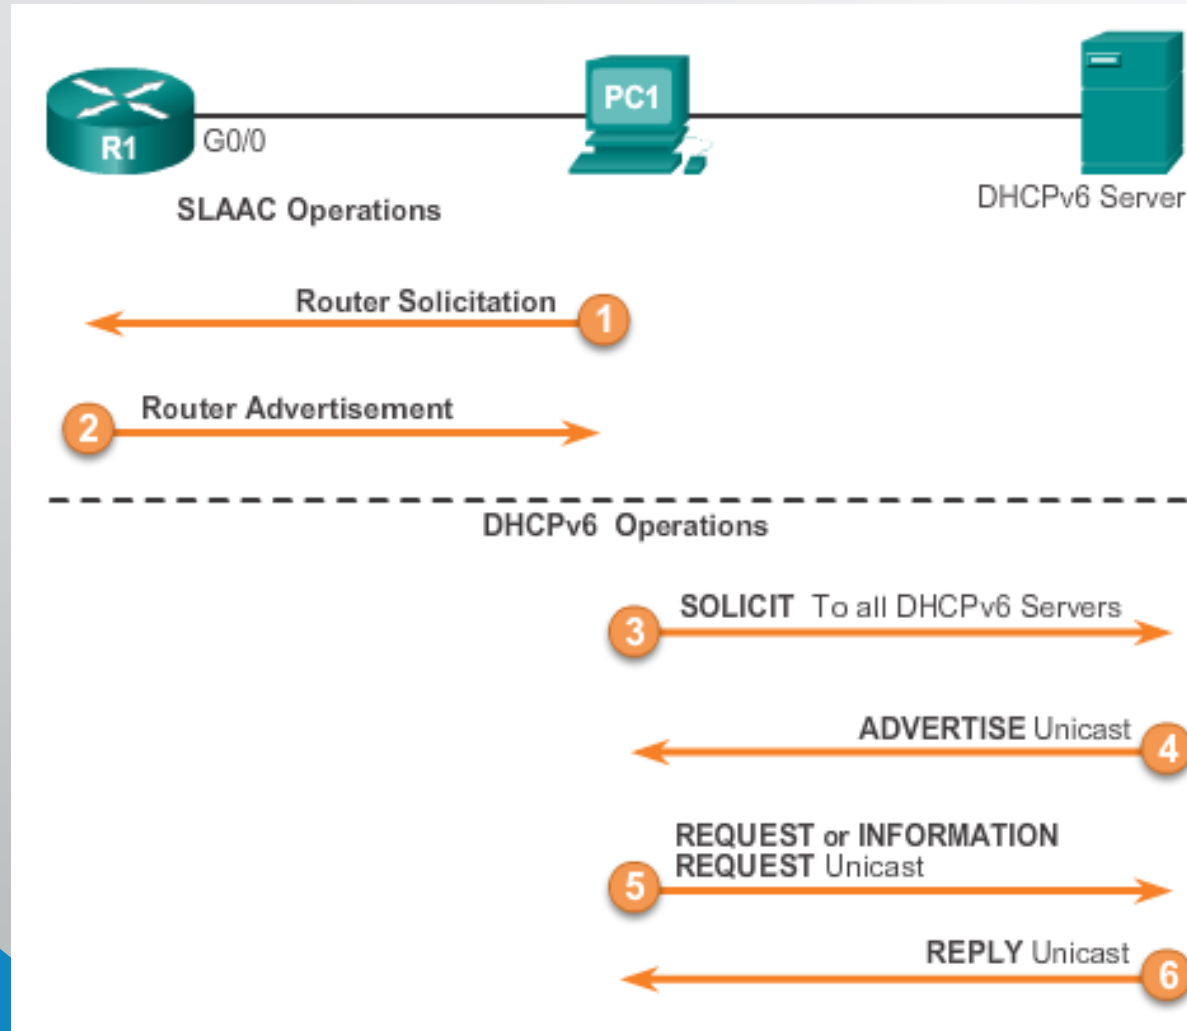 PC1
R1
G0/0
DHCPv6 Server
SLAAC Operations
Router Solicitation
1
2
Router Advertisement
DHCPv6 Operations
3
SOLICIT To all DHCPv6 Servers
ADVERTISE Unicast
4
REQUEST or INFORMATION
REQUEST Unicast
5
REPLY Unicast
6